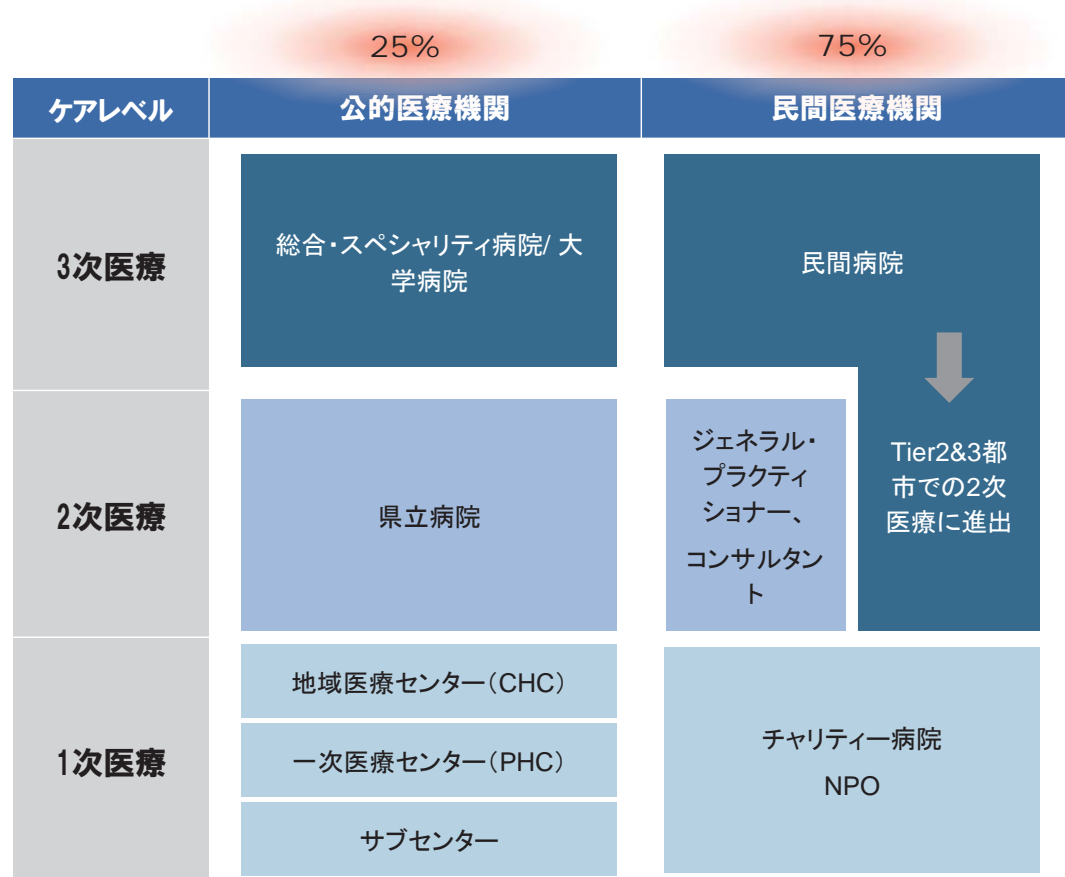 25%
75%
ケアレベル
公的医療機関
民間医療機関
3次医療
総合・スペシャリティ病院/ 大
学病院
民間病院
2次医療
県立病院
ジェネラル・
プラクティ
ショナー、
コンサルタン
ト
Tier2&3都
市での2次
医療に進出
1次医療
地域医療センター(CHC)
一次医療センター(PHC)
サブセンター
チャリティー病院
NPO